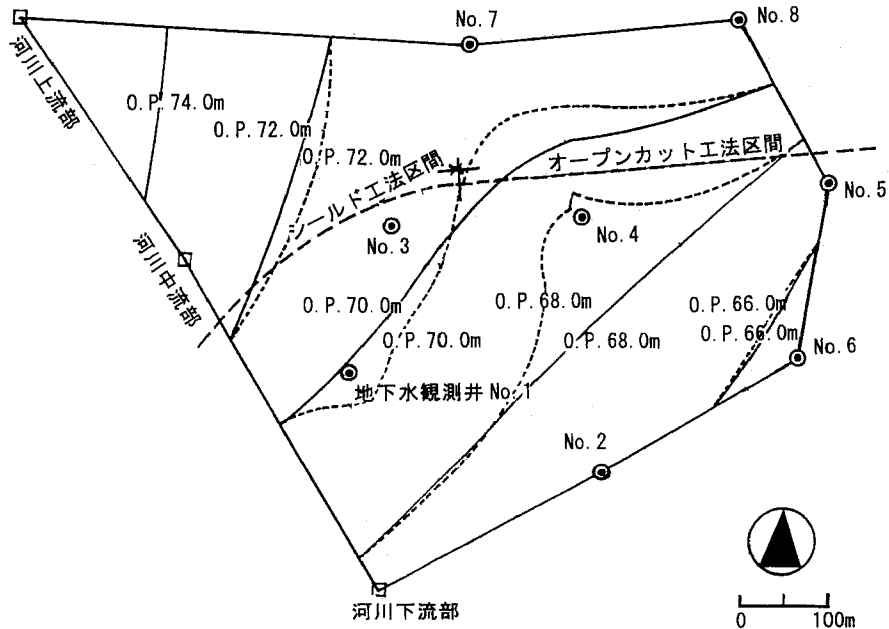 No.7
No.8
河川上流部
O.P.74.0m
O.P.72.0m
O.P.72.0m
シールド工法区間
オープンカット工法区間
No.5
No.3
No.4
河川中流部
O.P.70.0m
O.P.68.0m
O.P.66.0m
O.P.70.0m
O.P.68.0m
O.P.66.0m
No.6
地下水観測井 No.1
No.2
河川下流部
0
100m